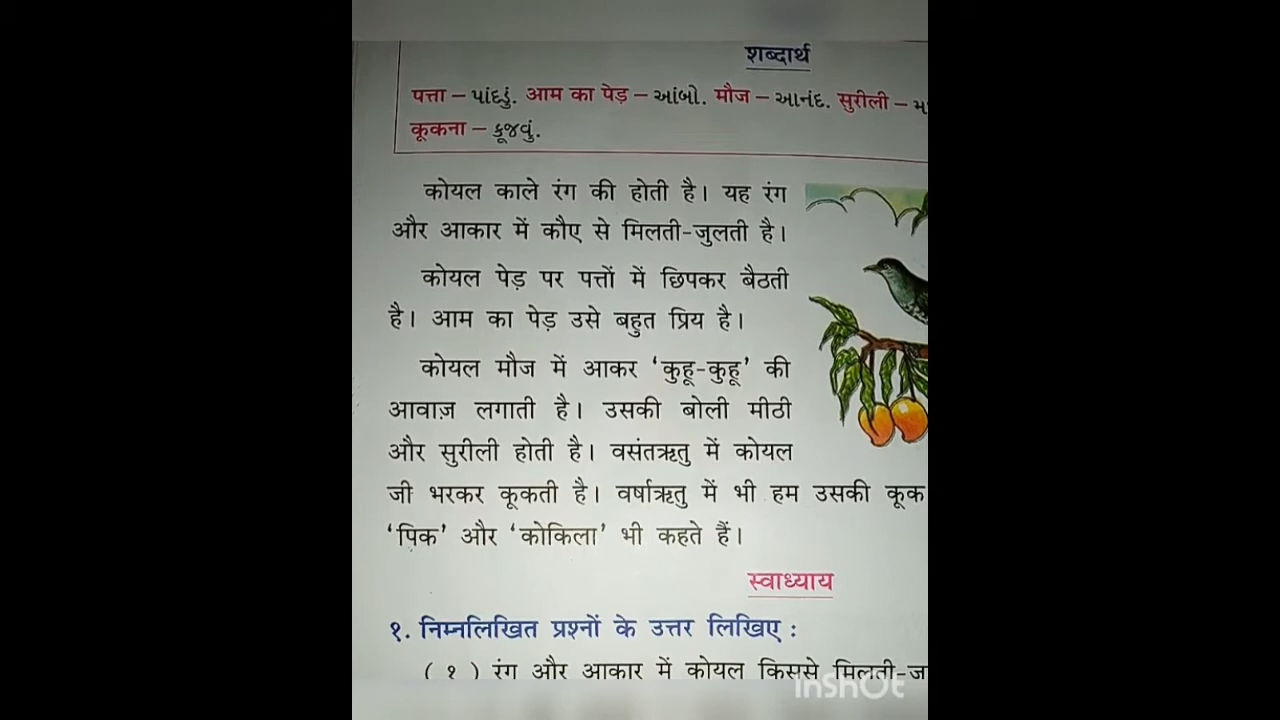 शब्दार्थ
पत्ता – પાંદડું. आम का पेड़ – આંબો. मौज – આનંદ. सुरीली –
कूकना – કૂજવું.
कोयल काले रंग की होती है। यह रंग
और आकार में कौए से मिलती-जुलती है।
कोयल पेड़ पर पत्तों में छिपकर बैठती
है। आम का पेड़ उसे बहुत प्रिय है।
कोयल मौज में आकर ‘कुहू-कुहू’ की
आवाज़ लगाती है। उसकी बोली मीठी
और सुरीली होती है। वसंतऋतु में कोयल
जी भरकर कूकती है। वर्षाऋतु में भी हम उसकी कूक
‘पिक’ और ‘कोकिला’ भी कहते हैं।
स्वाध्याय
१. निम्नलिखित प्रश्नों के उत्तर लिखिए :
( १ ) रंग और आकार में कोयल किससे
InShOt